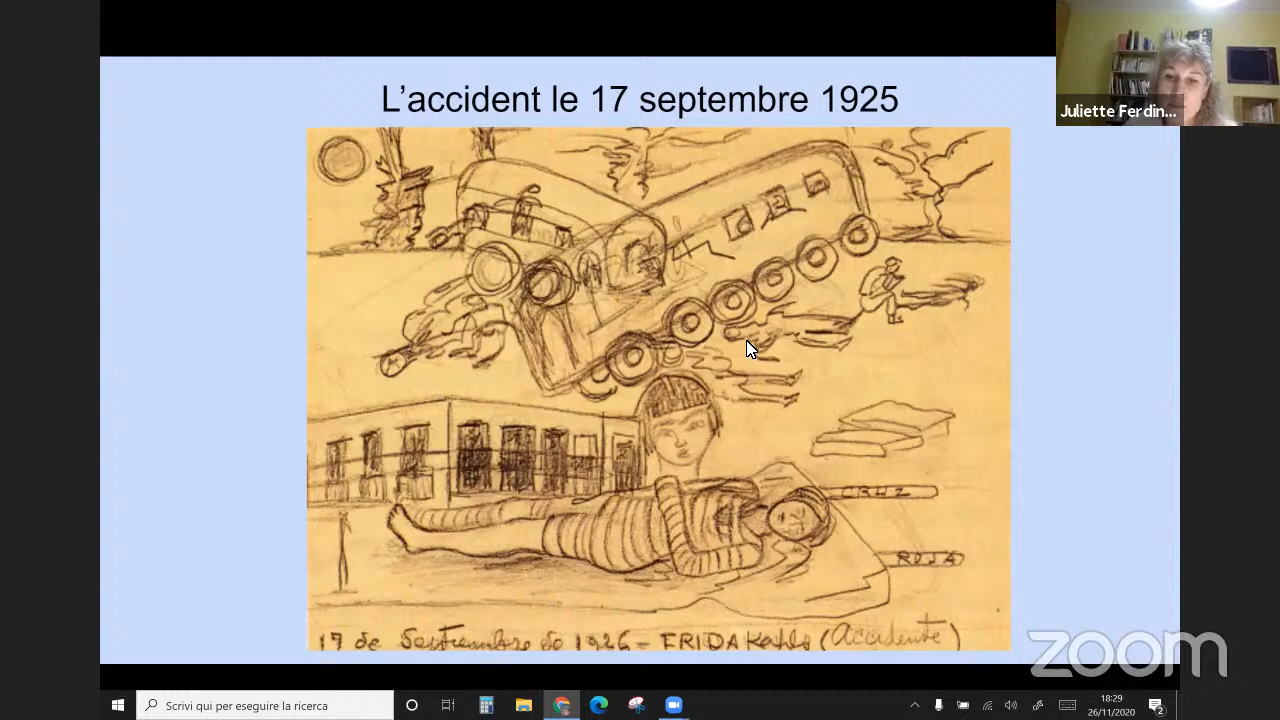 L'accident le 17 septembre 1925
Juliette Ferdin...
CRUZ
ROJA
17 de Septiembre de 1926 - FRIDA Kahlo (Accidente)
zoom
Scrivi qui per eseguire la ricerca
18:29
26/11/2020
2